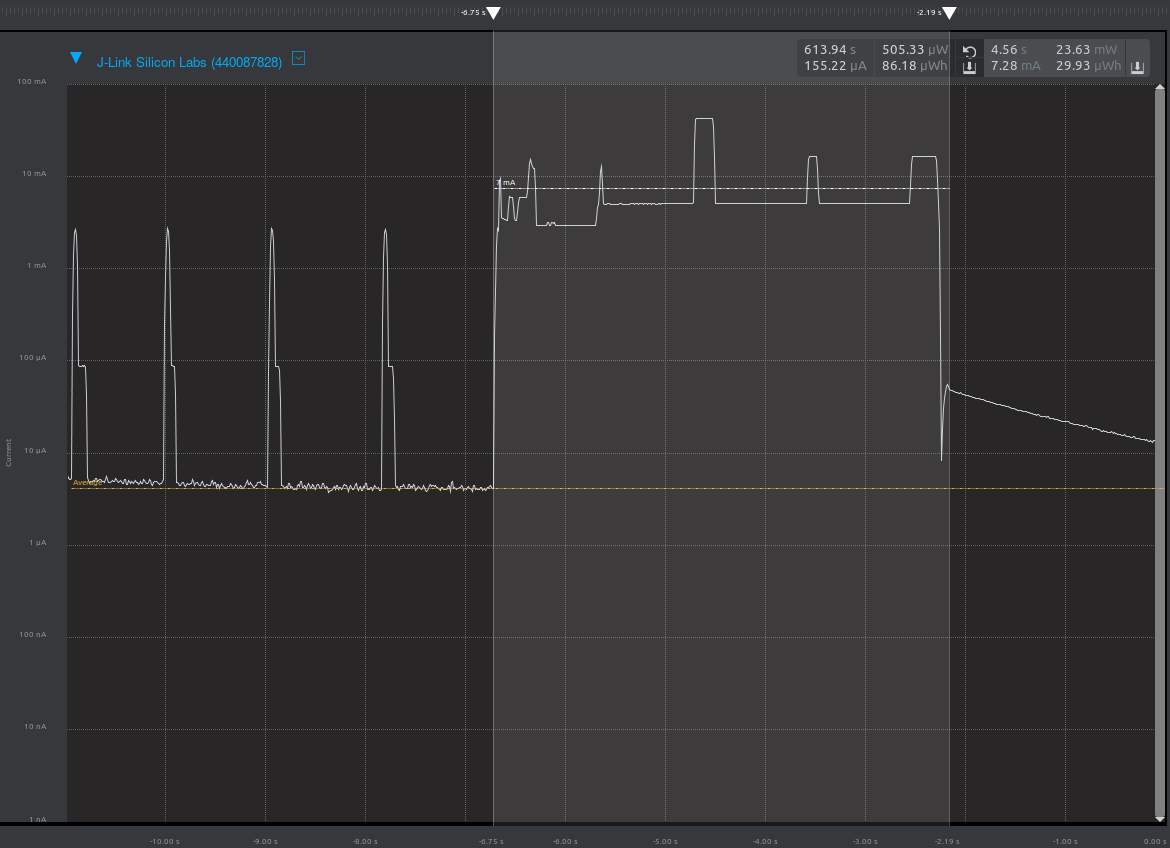 -6.75 s
-2.19 s
J-Link Silicon Labs (440087828)
613.94 s 505.33 µW
155.22 µA 86.18 µWh
4.56 s 23.63 mW
7.28 mA 29.93 µWh
100 mA
10 mA
1 mA
100 µA
10 µA
1 µA
100 nA
10 nA
1 nA
Current
7 mA
Average
-10.00 s -9.00 s -8.00 s -6.75 s -6.00 s -5.00 s -4.00 s -3.00 s -2.19 s -1.00 s 0.00 s